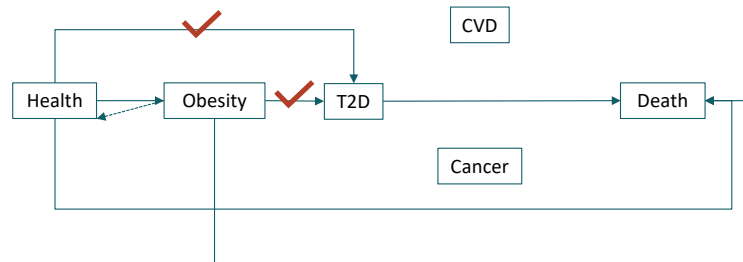 CVD
Health
Obesity
T2D
Death
Cancer